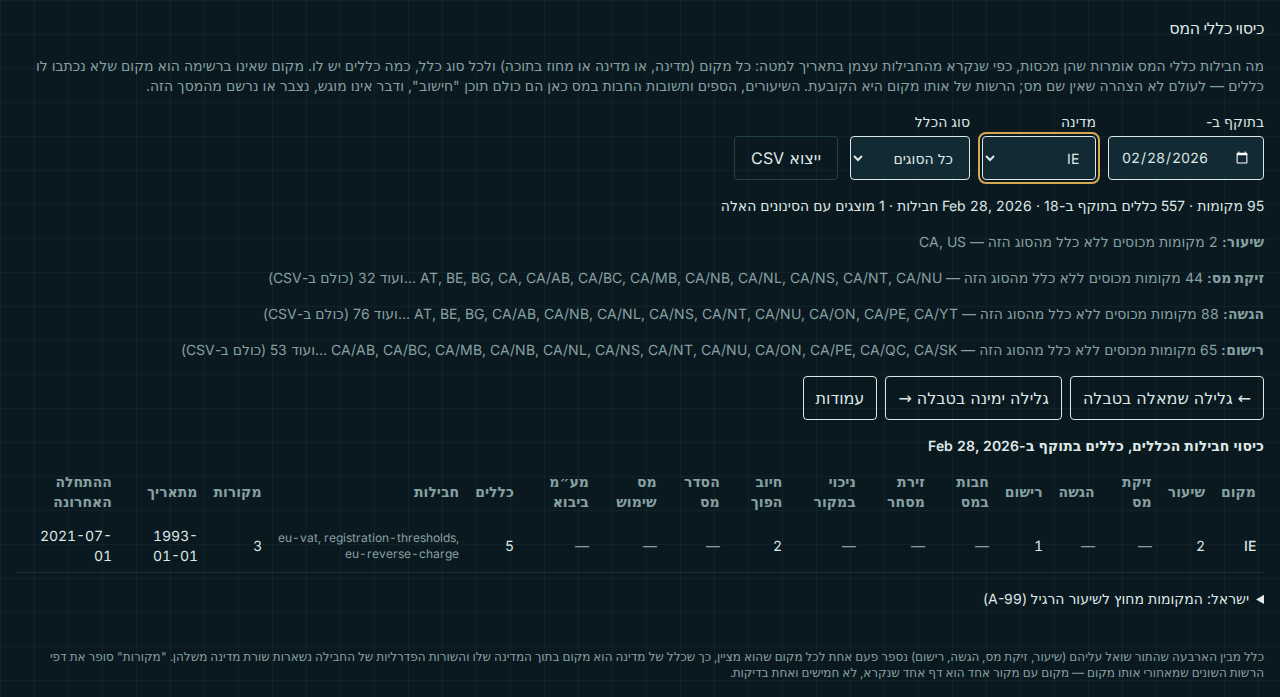 כיסוי כללי המס
מה חבילות כללי המס אומרות שהן מכסות, כפי שנקרא מהחבילות עצמן בתאריך למטה: כל מקום (מדינה, או מדינה או מחוז בתוכה) ולכל סוג כלל, כמה כללים יש לו. מקום שאינו ברשימה הוא מקום שלא נכתבו לו
כללים — לעולם לא הצהרה שאין שום מס; הרשות של אותו מקום היא הקובעת. השיעורים, הספים ותשובות החבות במס כאן הם כולם תוכן "חישוב", ודבר אינו מוגש, נצבר או נרשם מהמסך הזה.
בתוקף ב- מדינה סוג הכלל
02/28/2026 IE כל הסוגים ייצוא CSV
95 מקומות · 557 כללים בתוקף ב-Feb 28, 2026 · 18 חבילות · 1 מוצגים עם הסינונים האלה
שיעור: 2 מקומות מכוסים ללא כלל מהסוג הזה — CA, US
זיקת מס: 44 מקומות מכוסים ללא כלל מהסוג הזה — AT, BE, BG, CA, CA/AB, CA/BC, CA/MB, CA/NB, CA/NL, CA/NS, CA/NT, CA/NU ...ועוד 32 (כולם ב-CSV)
הגשה: 88 מקומות מכוסים ללא כלל מהסוג הזה — AT, BE, BG, CA/AB, CA/NB, CA/NL, CA/NS, CA/NT, CA/NU, CA/ON, CA/PE, CA/YT ...ועוד 76 (כולם ב-CSV)
רישום: 65 מקומות מכוסים ללא כלל מהסוג הזה — CA/AB, CA/BC, CA/MB, CA/NB, CA/NL, CA/NS, CA/NT, CA/NU, CA/ON, CA/PE, CA/QC, CA/SK ...ועוד 53 (כולם ב-CSV)
← גלילה שמאלה בטבלה גלילה ימינה בטבלה → עמודות
כיסוי חבילות הכללים, כללים בתוקף ב-Feb 28, 2026
מקום שיעור זיקת מס הגשה רישום חבות במס זירת מסחר ניכוי במקור חיוב הפוך הסדר מס מס שימוש מע״מ ביבוא כללים חבילות מקורות מתאריך ההתחלה האחרונה
IE 2 — — 1 — — — 2 — — — 5 eu-vat, registration-thresholds, eu-reverse-charge 3 1993-01-01 2021-07-01
ישראל: המקומות מחוץ לשיעור הרגיל (A-99)
כלל מבין הארבעה שהתור שואל עליהם (שיעור, זיקת מס, הגשה, רישום) נספר פעם אחת לכל מקום שהוא מציין, כך שכלל של מדינה הוא מקום בתוך המדינה שלו והשורות הפדרליות של החבילה נשארות שורת מדינה משלהן. "מקורות" סופר את דפי
הרשות השונים שמאחורי אותו מקום — מקום עם מקור אחד הוא דף אחד שנקרא, לא חמישים ואחת בדיקות.